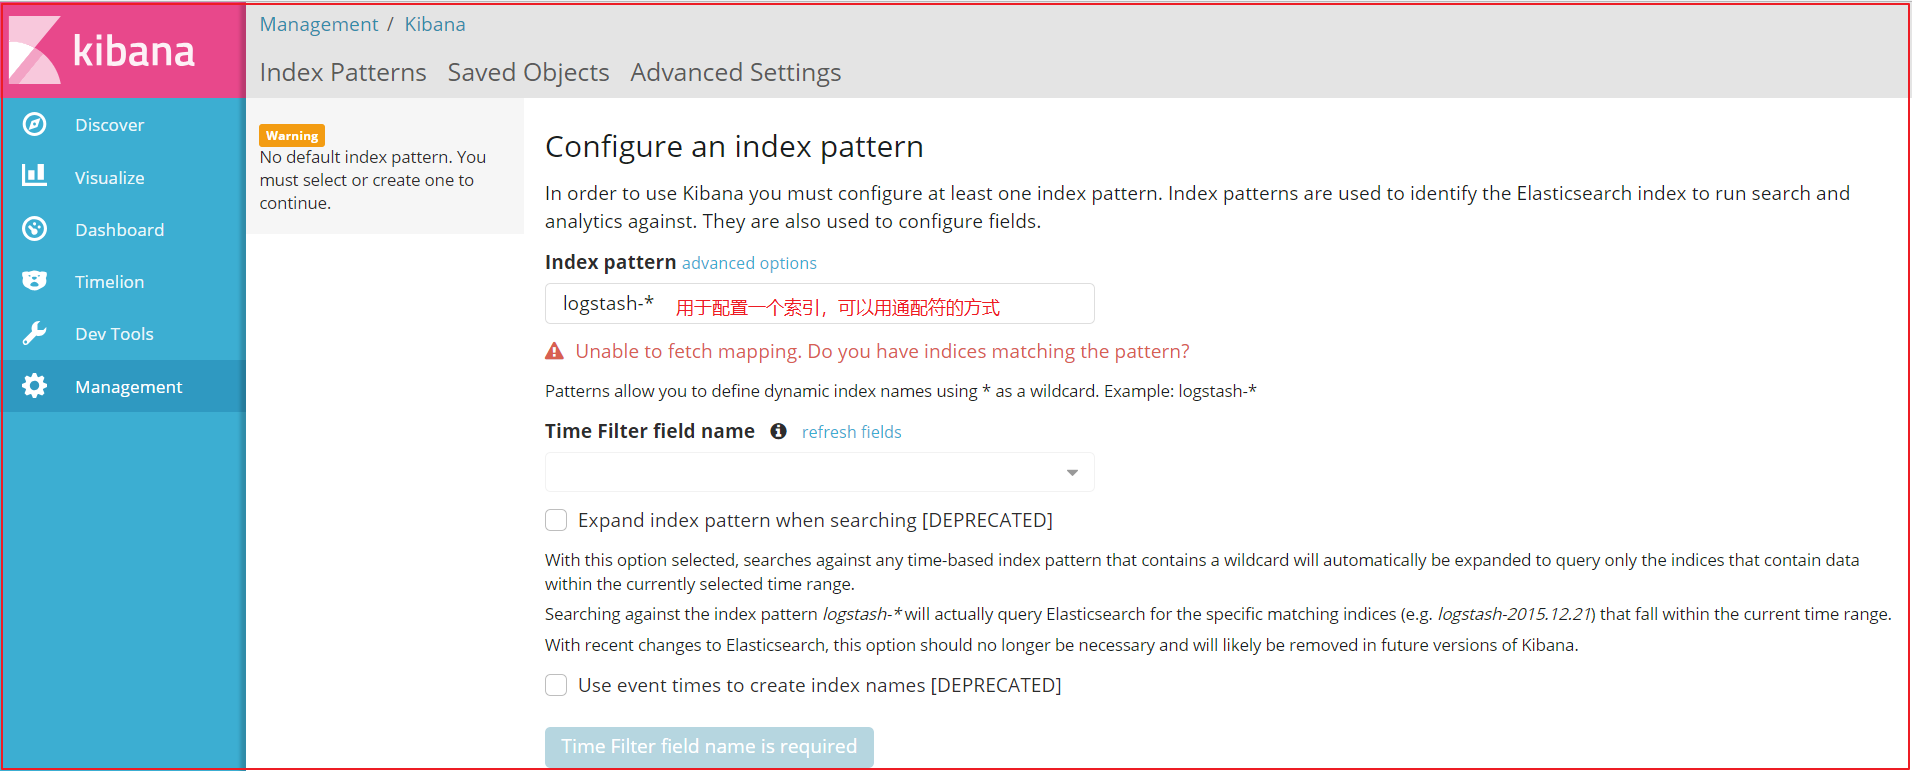 kibana
Management / Kibana
Index Patterns Saved Objects Advanced Settings
Discover
Visualize
Dashboard
Timelion
Dev Tools
Management
Warning
No default index pattern. You
must select or create one to
continue.
Configure an index pattern
In order to use Kibana you must configure at least one index pattern. Index patterns are used to identify the Elasticsearch index to run search and
analytics against. They are also used to configure fields.
Index pattern advanced options
logstash-* 用于配置一个索引，可以用通配符的方式
Unable to fetch mapping. Do you have indices matching the pattern?
Patterns allow you to define dynamic index names using * as a wildcard. Example: logstash-*
Time Filter field name refresh fields
Expand index pattern when searching [DEPRECATED]
With this option selected, searches against any time-based index pattern that contains a wildcard will automatically be expanded to query only the indices that contain data
within the currently selected time range.
Searching against the index pattern logstash-* will actually query Elasticsearch for the specific matching indices (e.g. logstash-2015.12.21) that fall within the current time range.
With recent changes to Elasticsearch, this option should no longer be necessary and will likely be removed in future versions of Kibana.
Use event times to create index names [DEPRECATED]
Time Filter field name is required